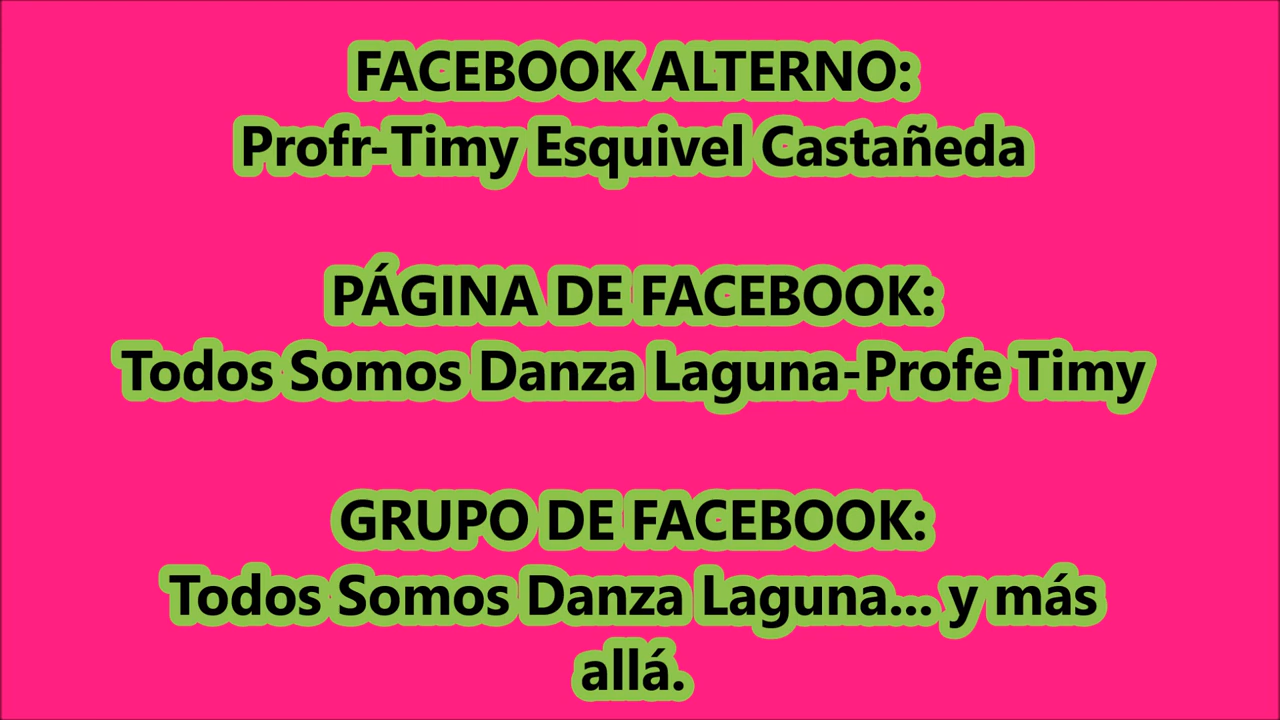 FACEBOOK ALTERNO:
Profr-Timy Esquivel Castañeda
PÁGINA DE FACEBOOK:
Todos Somos Danza Laguna-Profe Timy
GRUPO DE FACEBOOK:
Todos Somos Danza Laguna... y más
allá.